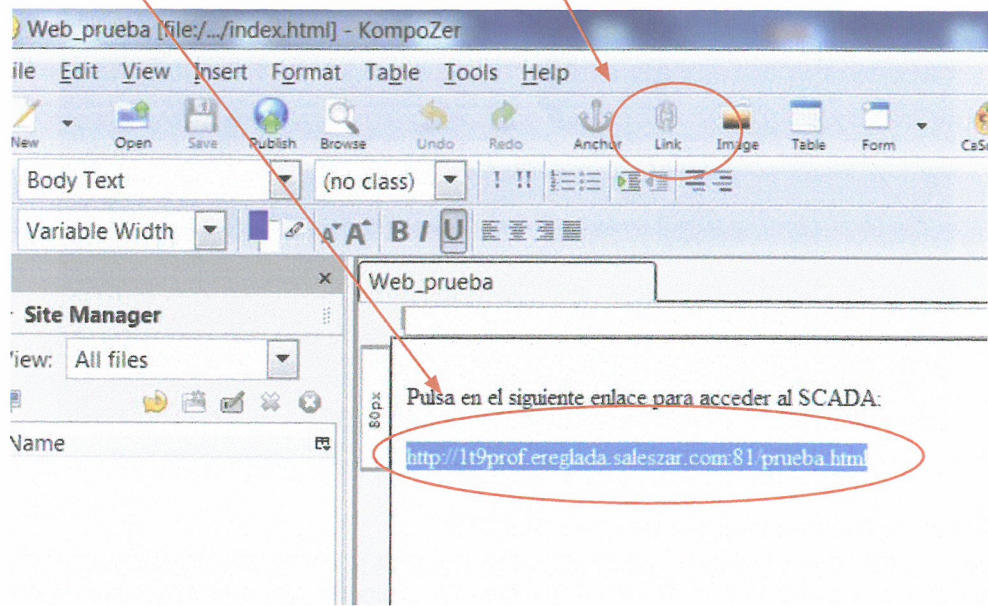 Web_prueba [file:/.../index.html] - KompoZer
ile Edit View Insert Format Table Tools Help
New Open Save Publish Browse Undo Redo Anchor Link Image Table Form CaSc
Body Text (no class) ! !!
Variable Width A A B I U
× Web_prueba
Site Manager
View: All files
80px
Pulsa en el siguiente enlace para acceder al SCADA:
Name
http://1t9prof.ereglada.saleszar.com:81/prueba.html